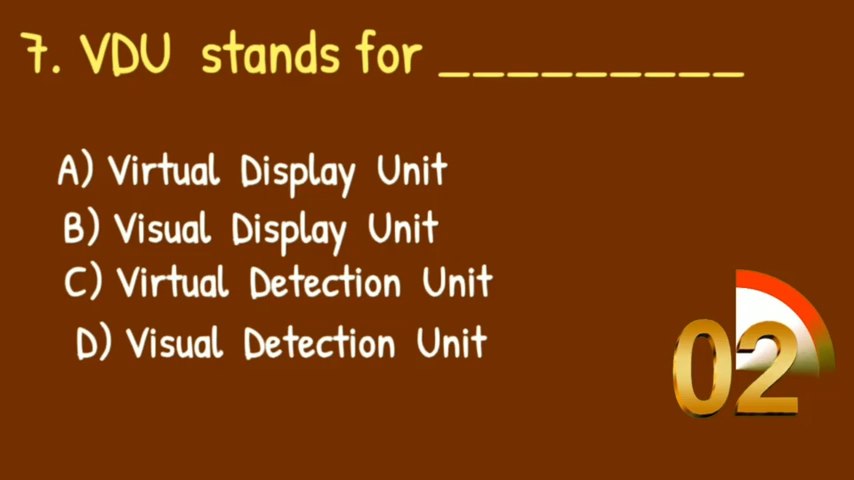 7. VDU stands for _________
A) Virtual Display Unit
B) Visual Display Unit
C) Virtual Detection Unit
D) Visual Detection Unit
02